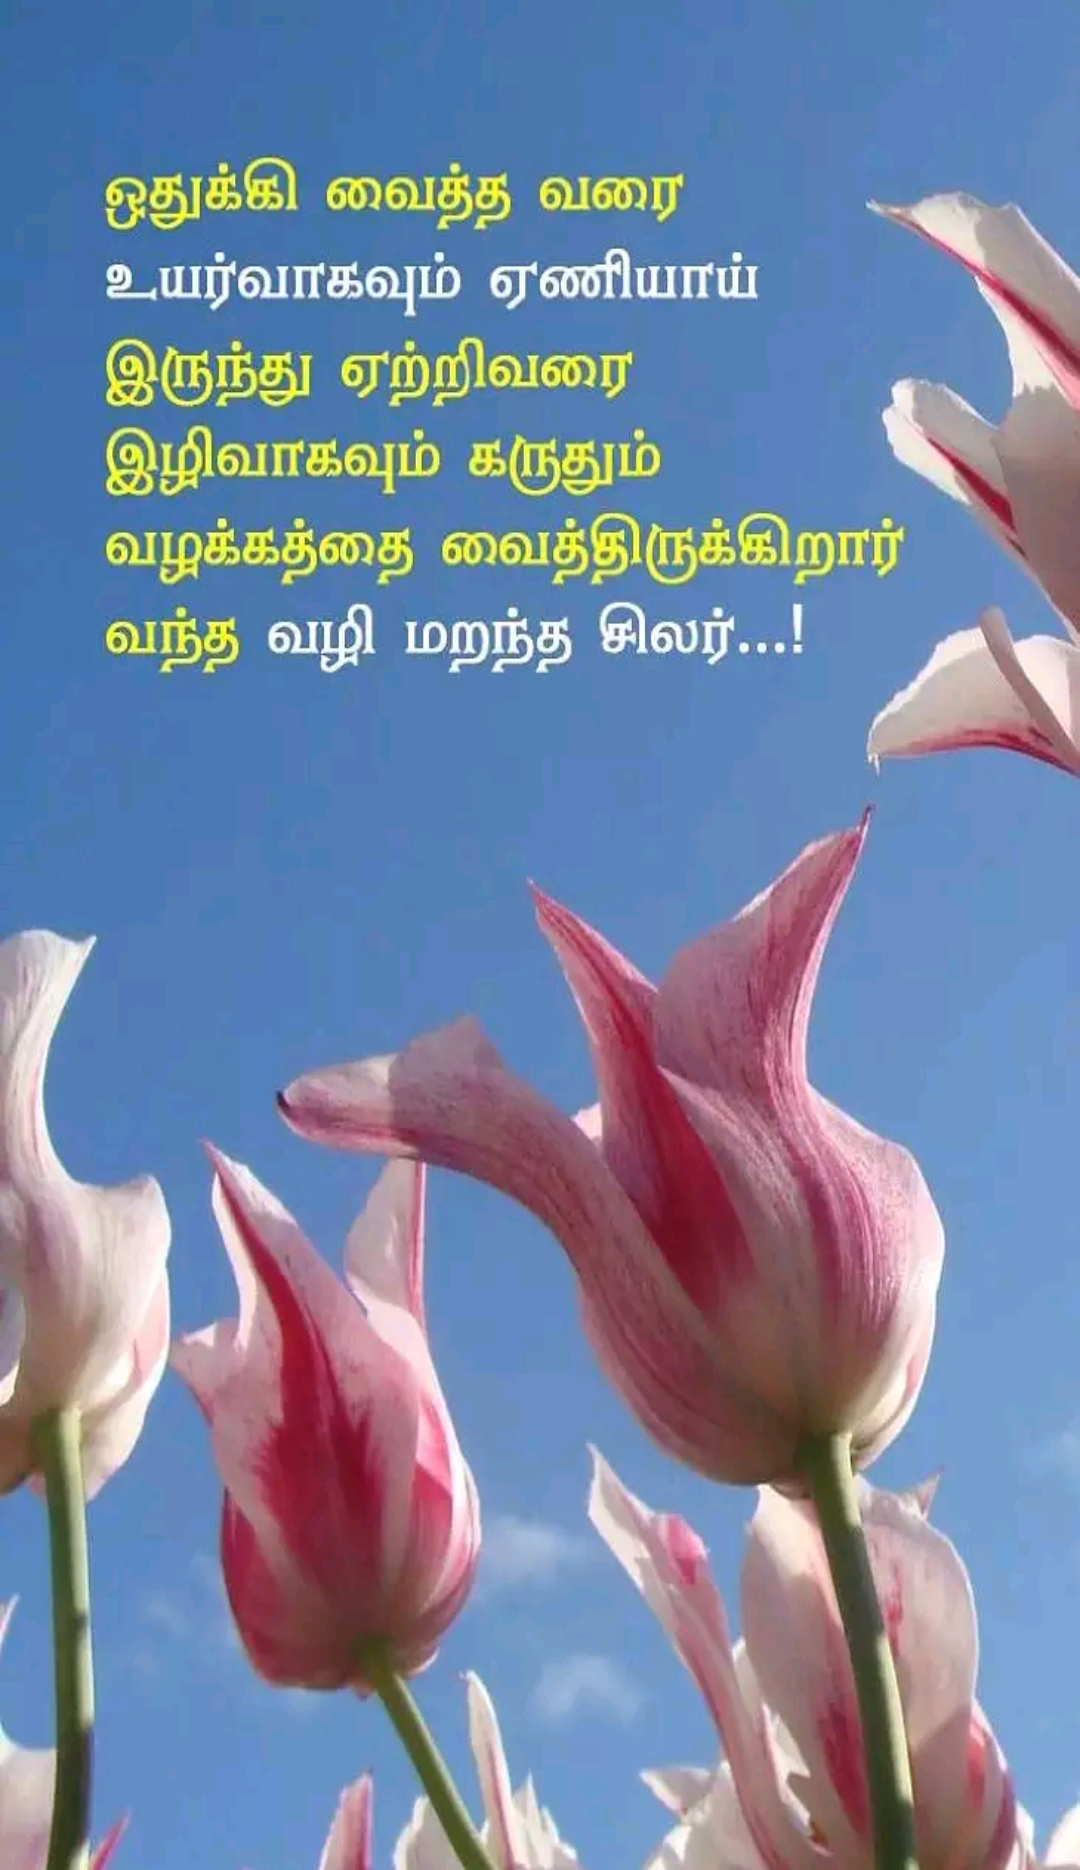 ஒதுக்கி வைத்த வரை
உயர்வாகவும் ஏணியாய்
இருந்து ஏற்றிவரை
இழிவாகவும் கருதும்
வழக்கத்தை வைத்திருக்கிறார்
வந்த வழி மறந்த சிலர்...!